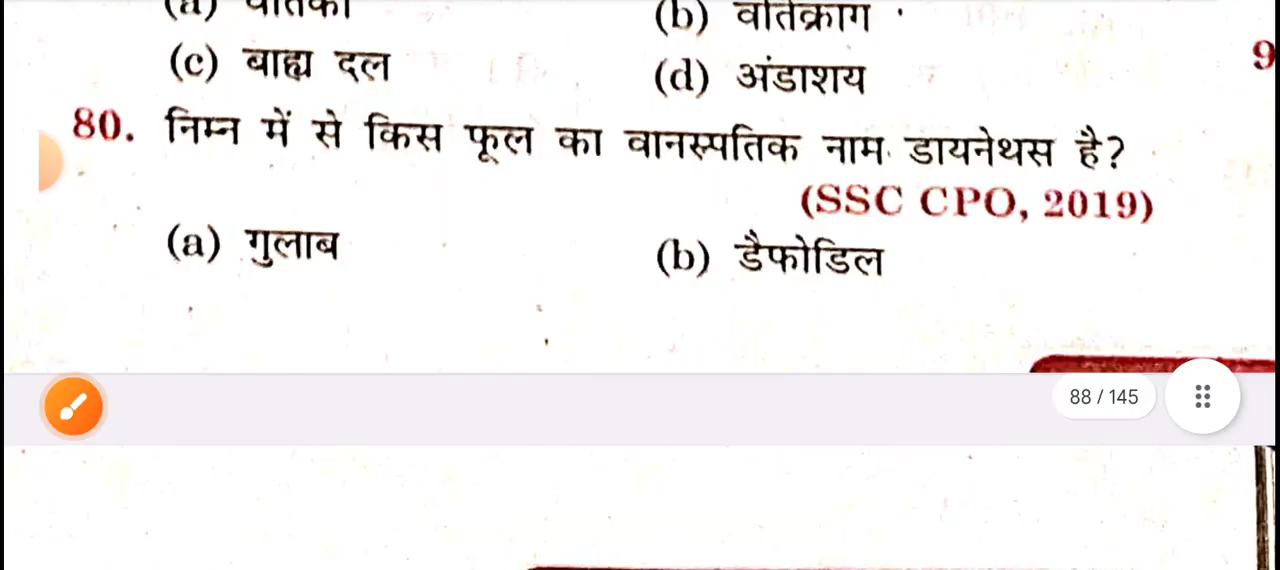 (b) वर्तिकाग्र
(c) बाह्य दल (d) अंडाशय
80. निम्न में से किस फूल का वानस्पतिक नाम डायनेथस है?
(SSC CPO, 2019)
(a) गुलाब (b) डैफोडिल
88 / 145